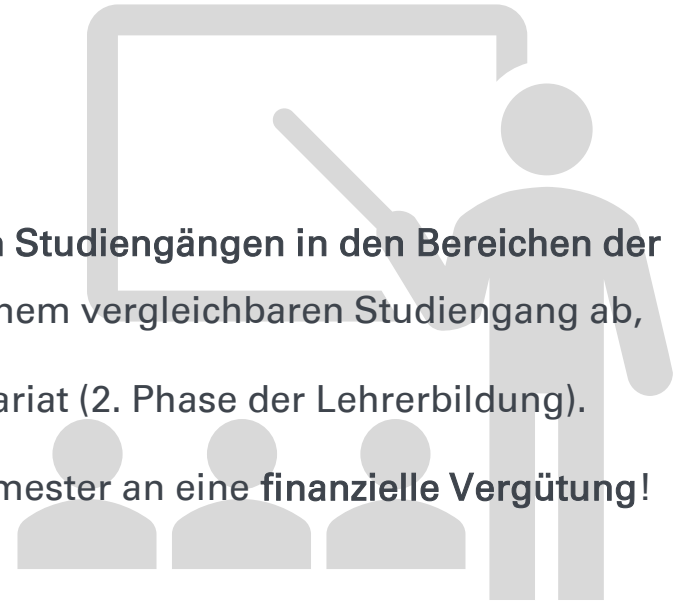 Studiengängen in den Bereichen der
vergleichbaren Studiengang ab,
(2. Phase der Lehrerbildung).
an eine finanzielle Vergütung!